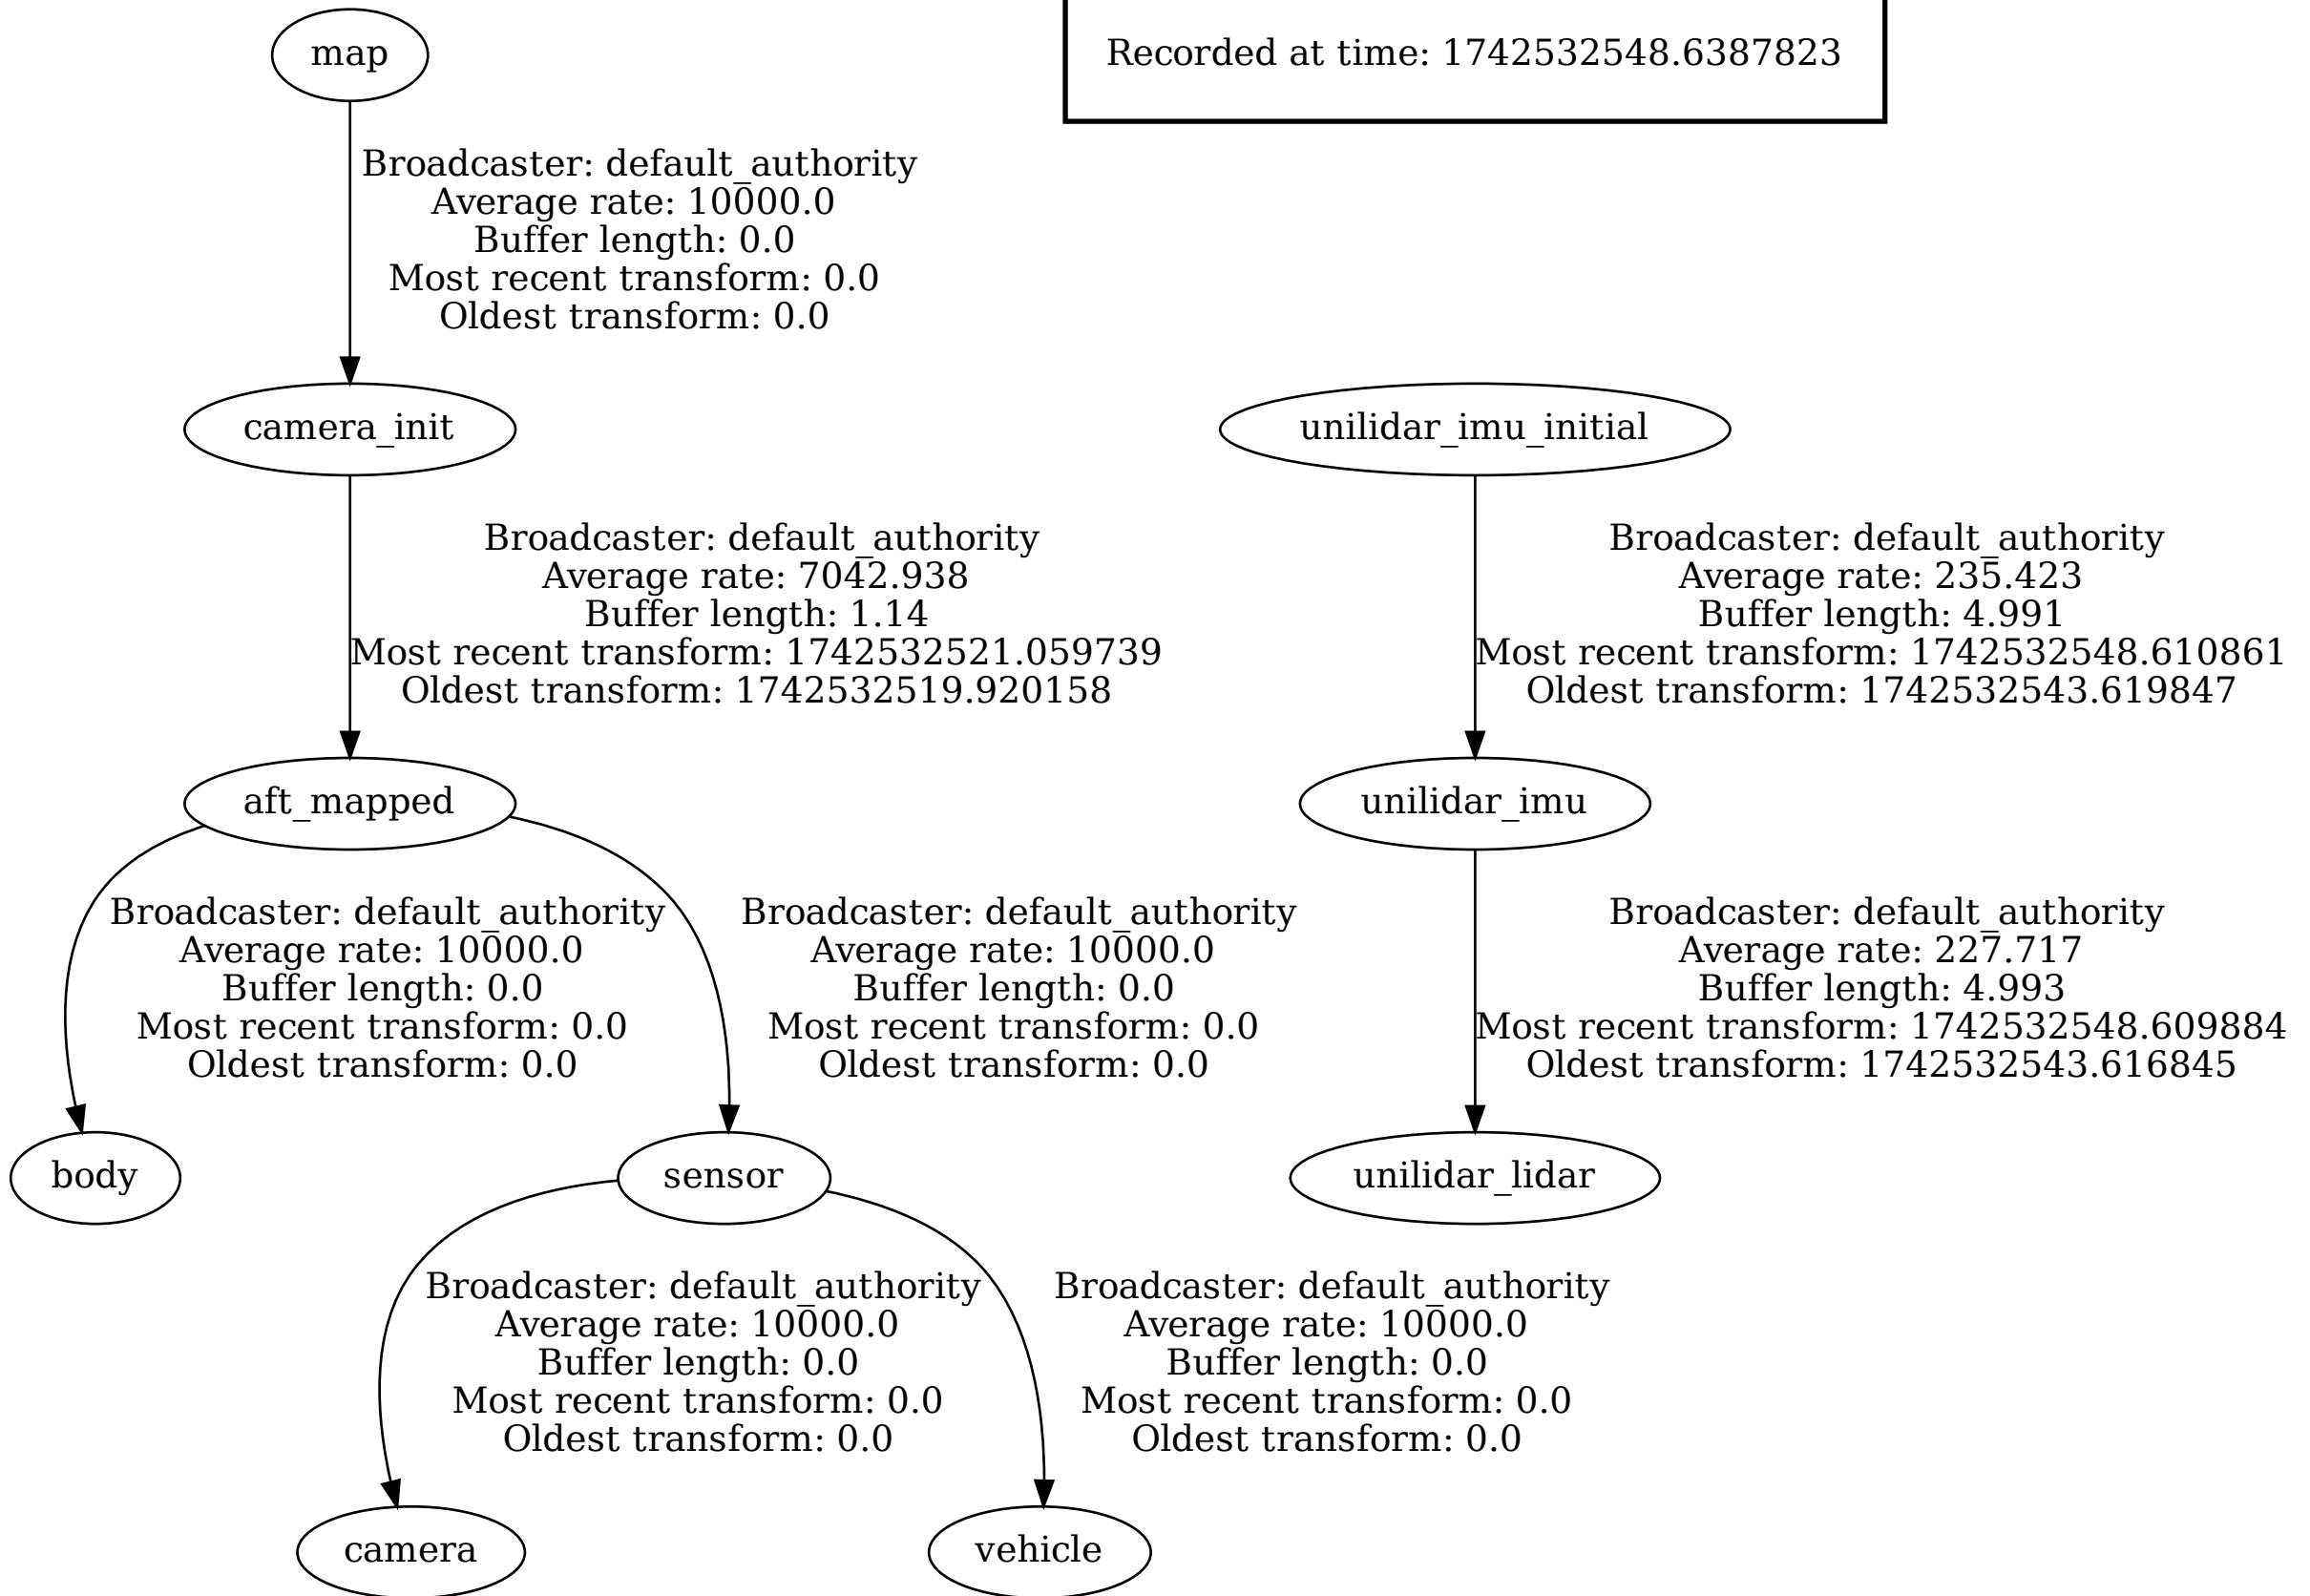 map
Recorded at time: 1742532548.6387823
Broadcaster: default_authority
Average rate: 10000.0
Buffer length: 0.0
Most recent transform: 0.0
Oldest transform: 0.0
camera_init
unilidar_imu_initial
Broadcaster: default_authority
Average rate: 7042.938
Buffer length: 1.14
Most recent transform: 1742532521.059739
Oldest transform: 1742532519.920158
Broadcaster: default_authority
Average rate: 235.423
Buffer length: 4.991
Most recent transform: 1742532548.610861
Oldest transform: 1742532543.619847
aft_mapped
unilidar_imu
Broadcaster: default_authority
Average rate: 10000.0
Buffer length: 0.0
Most recent transform: 0.0
Oldest transform: 0.0
Broadcaster: default_authority
Average rate: 10000.0
Buffer length: 0.0
Most recent transform: 0.0
Oldest transform: 0.0
Broadcaster: default_authority
Average rate: 227.717
Buffer length: 4.993
Most recent transform: 1742532548.609884
Oldest transform: 1742532543.616845
body
sensor
unilidar_lidar
Broadcaster: default_authority
Average rate: 10000.0
Buffer length: 0.0
Most recent transform: 0.0
Oldest transform: 0.0
Broadcaster: default_authority
Average rate: 10000.0
Buffer length: 0.0
Most recent transform: 0.0
Oldest transform: 0.0
camera
vehicle